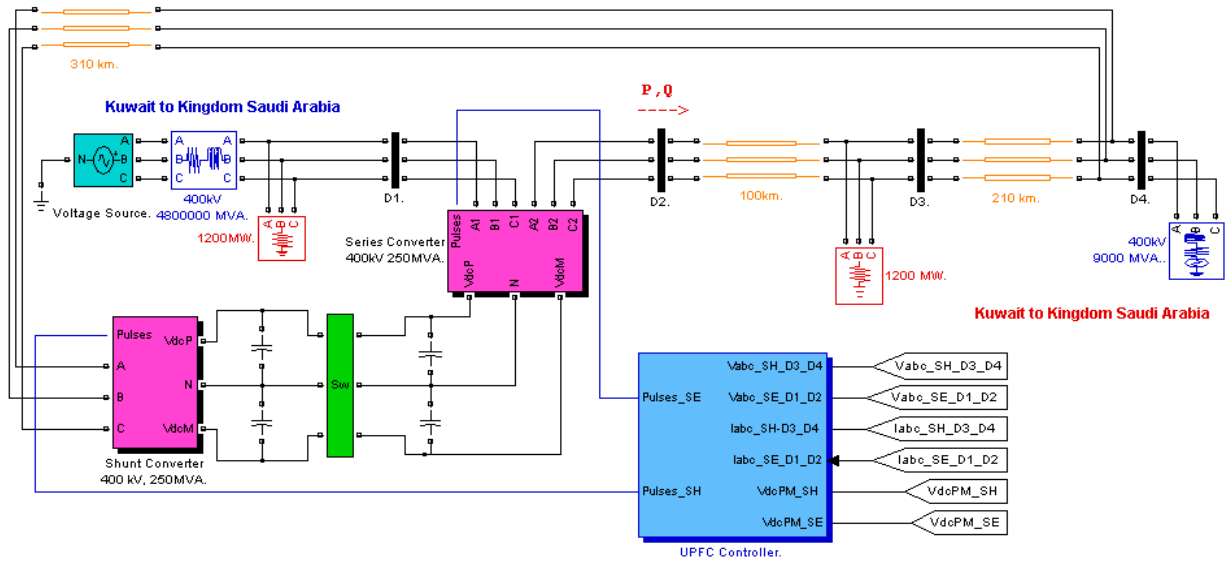 310 km.
Kuwait to Kingdom Saudi Arabia
P,Q
N
A
B
C
A
B
C
A
B
C
Voltage Source.
400kV
4800000 MVA.
A B C
1200MW.
D1.
Pulses
A1
B1
C1
A2
B2
C2
VdcP
N
VdcM
Series Converter
400kV 250MVA.
D2.
100km.
A B C
1200 MW.
D3.
210 km.
D4.
A B C
400kV
9000 MVA..
Kuwait to Kingdom Saudi Arabia
Pulses
A
B
C
VdcP
N
VdcM
Shunt Converter
400 kV, 250MVA.
Sw
Pulses_SE
Pulses_SH
Vabc_SH_D3_D4
Vabc_SE_D1_D2
Iabc_SH-D3_D4
Iabc_SE_D1_D2
VdcPM_SH
VdcPM_SE
Vabc_SH_D3_D4
Vabc_SE_D1_D2
Iabc_SH_D3_D4
Iabc_SE_D1_D2
VdcPM_SH
VdcPM_SE
UPFC Controller.